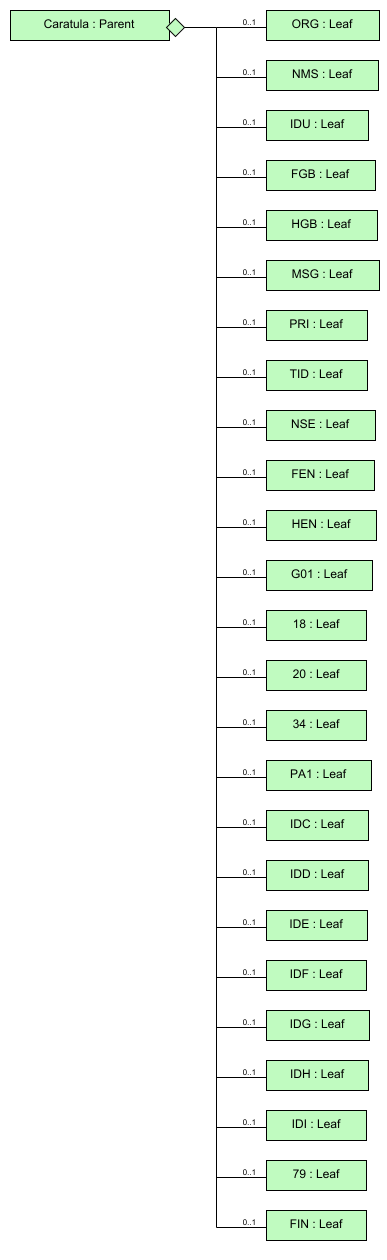 Caratula : Parent
0..1
ORG : Leaf
0..1
NMS : Leaf
0..1
IDU : Leaf
0..1
FGB : Leaf
0..1
HGB : Leaf
0..1
MSG : Leaf
0..1
PRI : Leaf
0..1
TID : Leaf
0..1
NSE : Leaf
0..1
FEN : Leaf
0..1
HEN : Leaf
0..1
G01 : Leaf
0..1
18 : Leaf
0..1
20 : Leaf
0..1
34 : Leaf
0..1
PA1 : Leaf
0..1
IDC : Leaf
0..1
IDD : Leaf
0..1
IDE : Leaf
0..1
IDF : Leaf
0..1
IDG : Leaf
0..1
IDH : Leaf
0..1
IDI : Leaf
0..1
79 : Leaf
0..1
FIN : Leaf